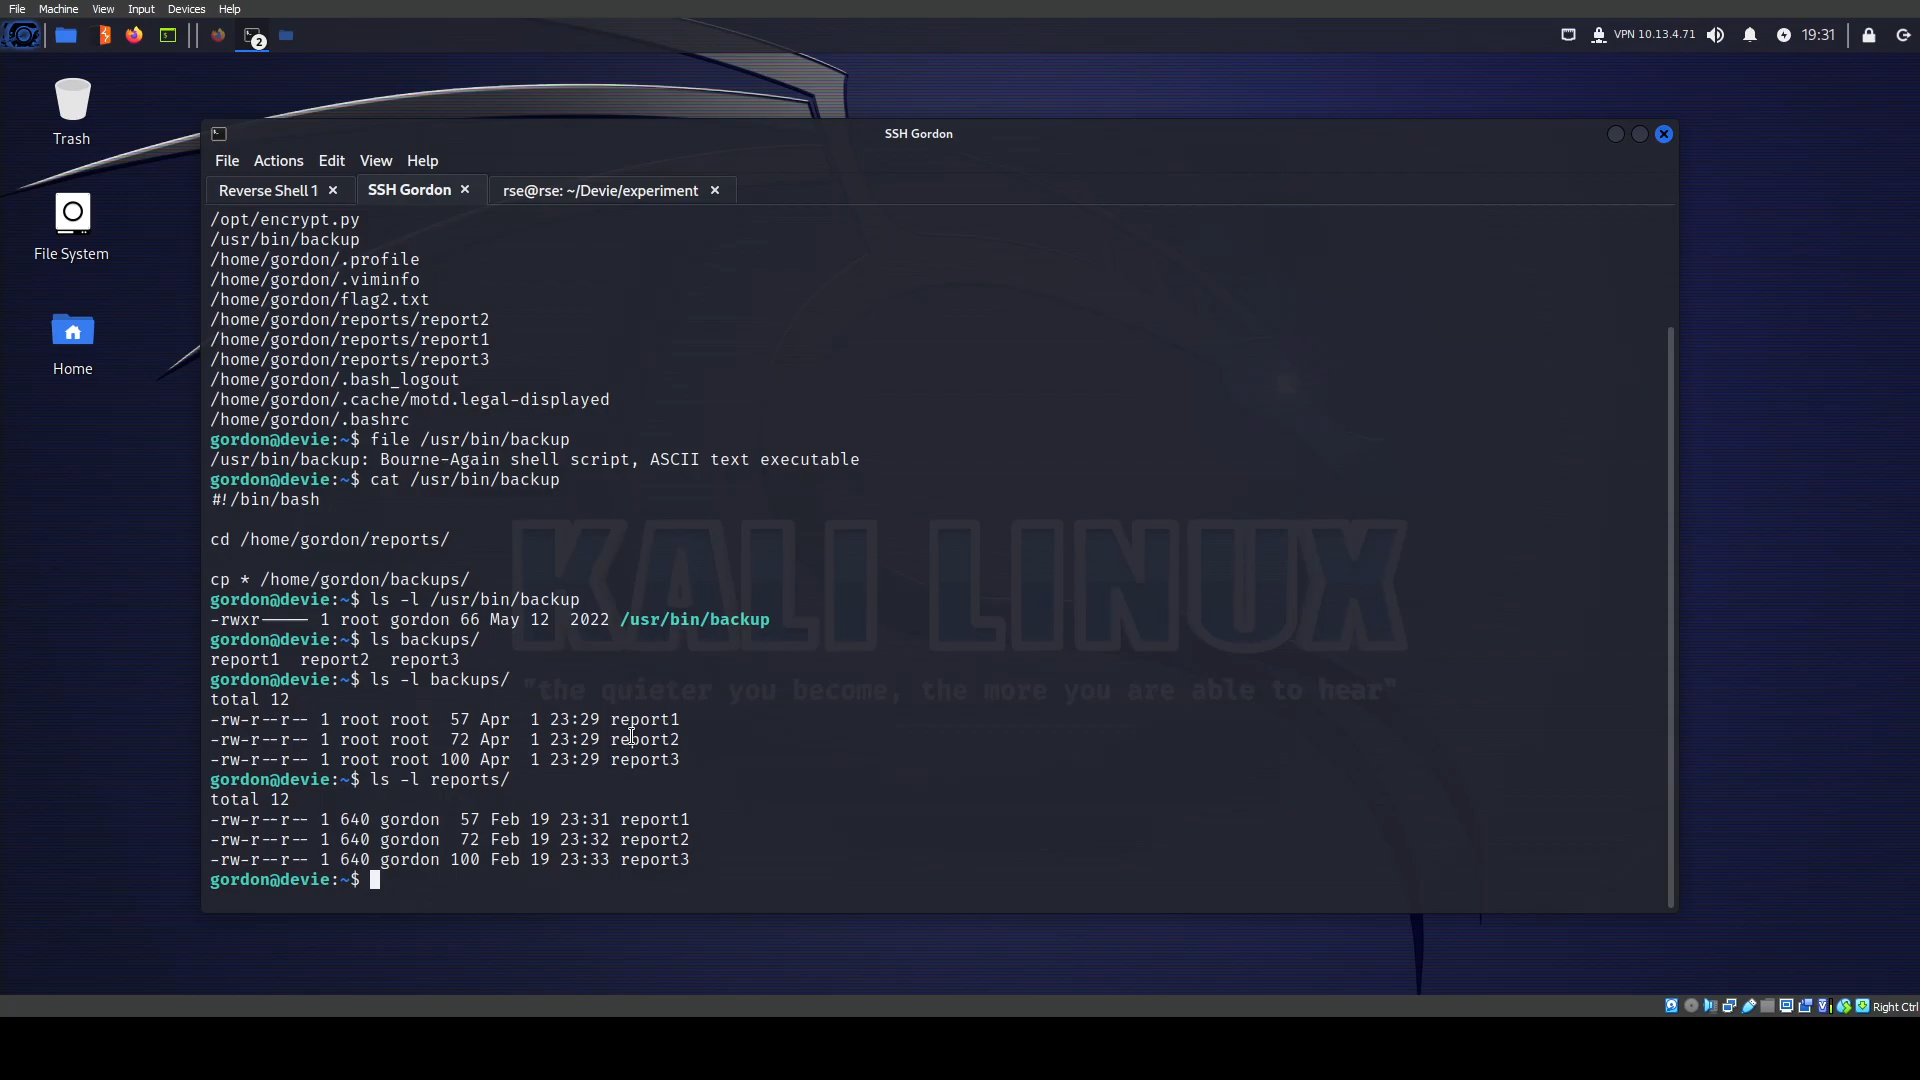 File Machine View Input Devices Help
2
VPN 10.13.4.71
19:31
Trash
File System
Home
SSH Gordon
File Actions Edit View Help
Reverse Shell 1
SSH Gordon
rse@rse: ~/Devie/experiment
/opt/encrypt.py
/usr/bin/backup
/home/gordon/.profile
/home/gordon/.viminfo
/home/gordon/flag2.txt
/home/gordon/reports/report2
/home/gordon/reports/report1
/home/gordon/reports/report3
/home/gordon/.bash_logout
/home/gordon/.cache/motd.legal-displayed
/home/gordon/.bashrc
gordon@devie:~$ file /usr/bin/backup
/usr/bin/backup: Bourne-Again shell script, ASCII text executable
gordon@devie:~$ cat /usr/bin/backup
#!/bin/bash
cd /home/gordon/reports/
cp * /home/gordon/backups/
gordon@devie:~$ ls -l /usr/bin/backup
-rwxr----- 1 root gordon 66 May 12  2022 /usr/bin/backup
gordon@devie:~$ ls backups/
report1  report2  report3
gordon@devie:~$ ls -l backups/
total 12
-rw-r--r-- 1 root root  57 Apr  1 23:29 report1
-rw-r--r-- 1 root root  72 Apr  1 23:29 report2
-rw-r--r-- 1 root root 100 Apr  1 23:29 report3
gordon@devie:~$ ls -l reports/
total 12
-rw-r--r-- 1 640 gordon  57 Feb 19 23:31 report1
-rw-r--r-- 1 640 gordon  72 Feb 19 23:32 report2
-rw-r--r-- 1 640 gordon 100 Feb 19 23:33 report3
gordon@devie:~$
KALI LINUX
"the quieter you become, the more you are able to hear"
Right Ctrl